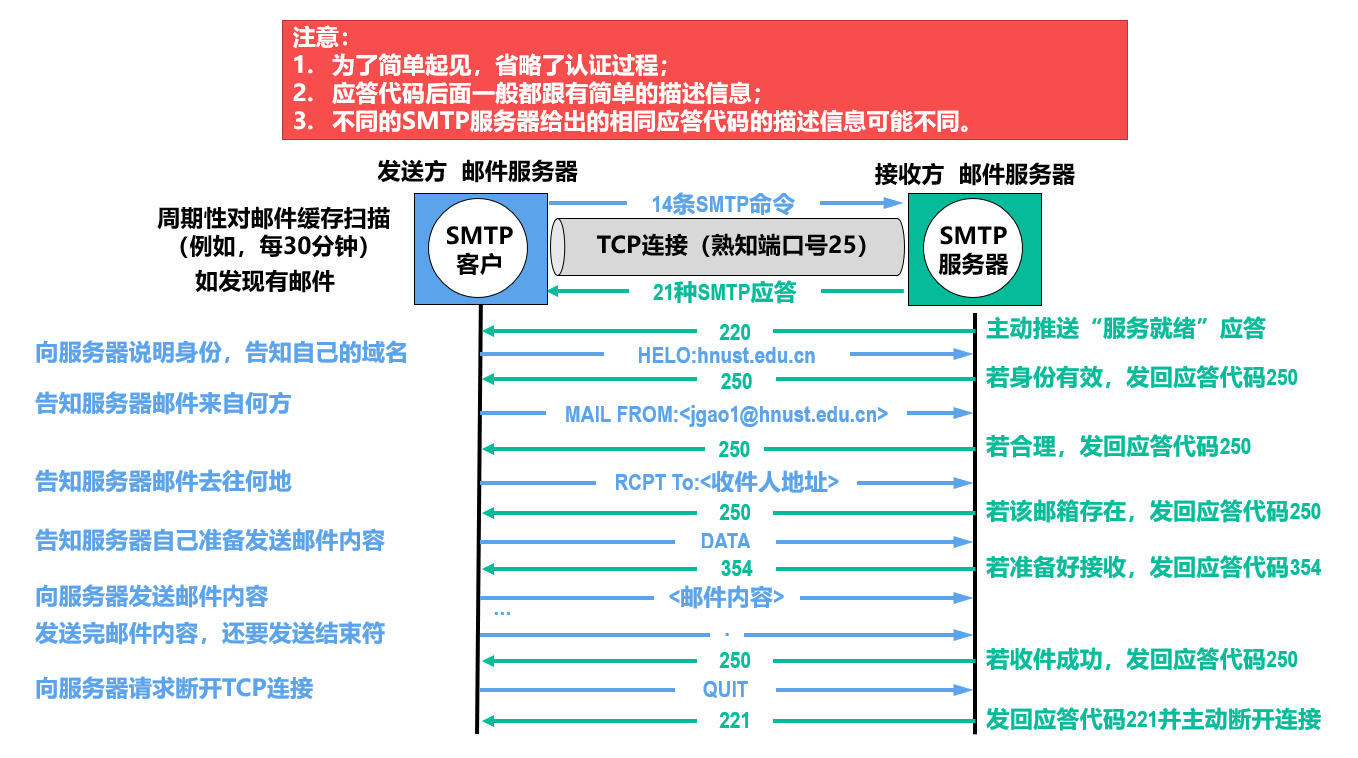 注意：
1. 为了简单起见，省略了认证过程；
2. 应答代码后面一般都跟有简单的描述信息；
3. 不同的SMTP服务器给出的相同应答代码的描述信息可能不同。
发送方 邮件服务器
接收方 邮件服务器
周期性对邮件缓存扫描
（例如，每30分钟）
如发现有邮件
SMTP
客户
14条SMTP命令
TCP连接（熟知端口号25）
21种SMTP应答
SMTP
服务器
220
主动推送“服务就绪”应答
向服务器说明身份，告知自己的域名
HELO:hnust.edu.cn
250
若身份有效，发回应答代码250
告知服务器邮件来自何方
MAIL FROM:<jgao1@hnust.edu.cn>
250
若合理，发回应答代码250
告知服务器邮件去往何地
RCPT To:<收件人地址>
250
若该邮箱存在，发回应答代码250
告知服务器自己准备发送邮件内容
DATA
354
若准备好接收，发回应答代码354
向服务器发送邮件内容
<邮件内容>
...
发送完邮件内容，还要发送结束符
.
250
若收件成功，发回应答代码250
向服务器请求断开TCP连接
QUIT
221
发回应答代码221并主动断开连接